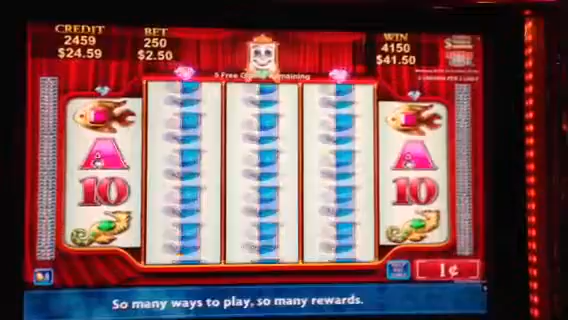 CREDIT
2459
$24.59
BET
250
$2.50
WIN
4150
$41.50
5 Free Games Remaining
A
10
A
10
1¢
So many ways to play, so many rewards.